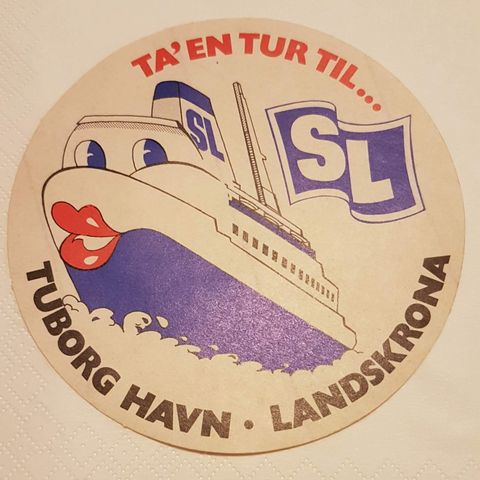 TA' EN TUR TIL...
SL
SL
TUBORG HAVN · LANDSKRONA